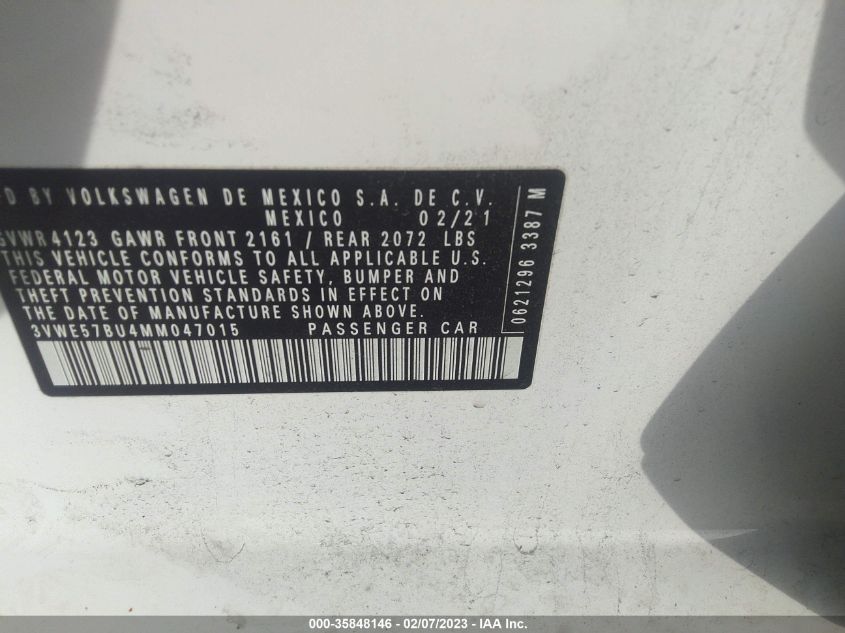 D BY VOLKSWAGEN DE MEXICO S.A. DE C.V.
MEXICO 02/21
GVWR 4123 GAWR FRONT 2161 / REAR 2072 LBS
THIS VEHICLE CONFORMS TO ALL APPLICABLE U.S.
FEDERAL MOTOR VEHICLE SAFETY, BUMPER AND
THEFT PREVENTION STANDARDS IN EFFECT ON
THE DATE OF MANUFACTURE SHOWN ABOVE.
3VWE57BU4MM047015 PASSENGER CAR
0621296 3387 M
000-35848146 - 02/07/2023 - IAA Inc.